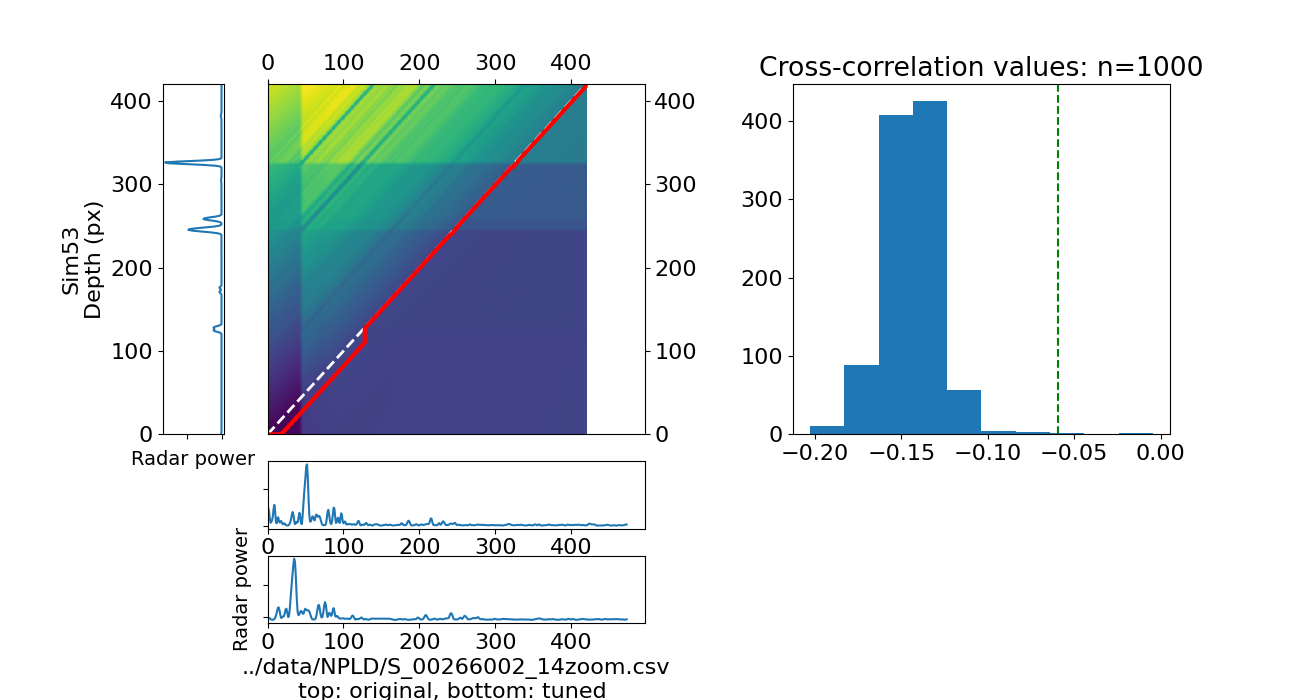 0 100 200 300 400
Cross-correlation values: n=1000
400
300
200
100
0
Sim53
Depth (px)
400
300
200
100
0
400
300
200
100
0
−0.20 −0.15 −0.10 −0.05 0.00
Radar power
0 100 200 300 400
Radar power
0 100 200 300 400
../data/NPLD/S_00266002_14zoom.csv
top: original, bottom: tuned